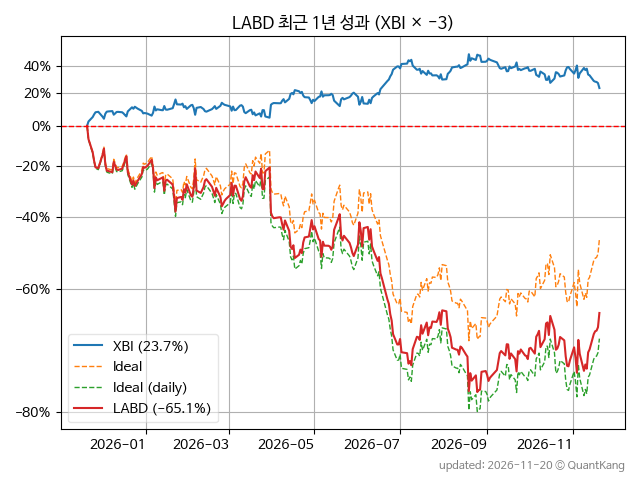 LABD 최근 1년 성과 (XBI × −3)
40%
20%
0%
−20%
−40%
−60%
−80%
XBI (23.7%)
Ideal
Ideal (daily)
LABD (−65.1%)
2026−01
2026−03
2026−05
2026−07
2026−09
2026−11
updated: 2026−11−20 © QuantKang